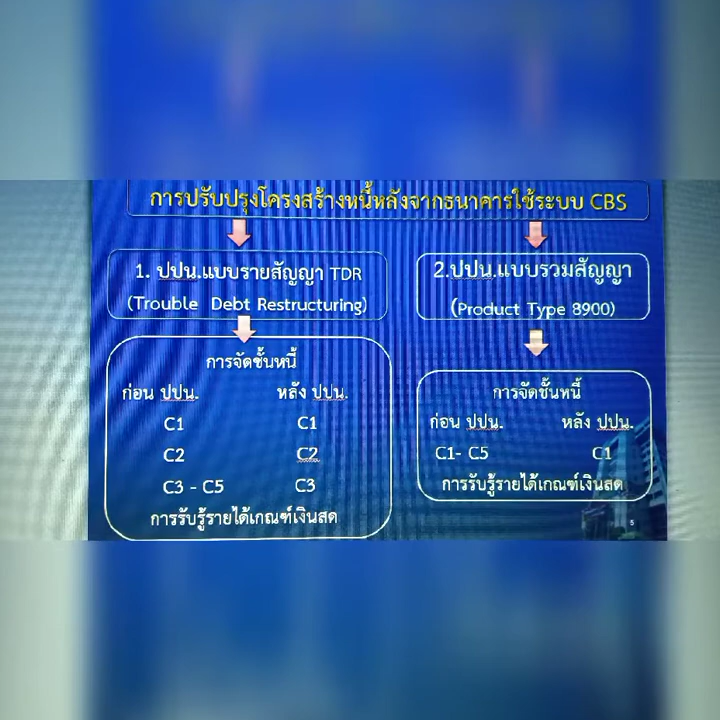 การปรับปรุงโครงสร้างหนี้หลังจากธนาคารใช้ระบบ CBS
1. ปปน.แบบรายสัญญา TDR
(Trouble Debt Restructuring)
การจัดชั้นหนี้
ก่อน ปปน. หลัง ปปน.
C1 C1
C2 C2
C3 - C5 C3
การรับรู้รายได้เกณฑ์เงินสด
2.ปปน.แบบรวมสัญญา
(Product Type 8900)
การจัดชั้นหนี้
ก่อน ปปน. หลัง ปปน.
C1- C5 C1
การรับรู้รายได้เกณฑ์เงินสด
5